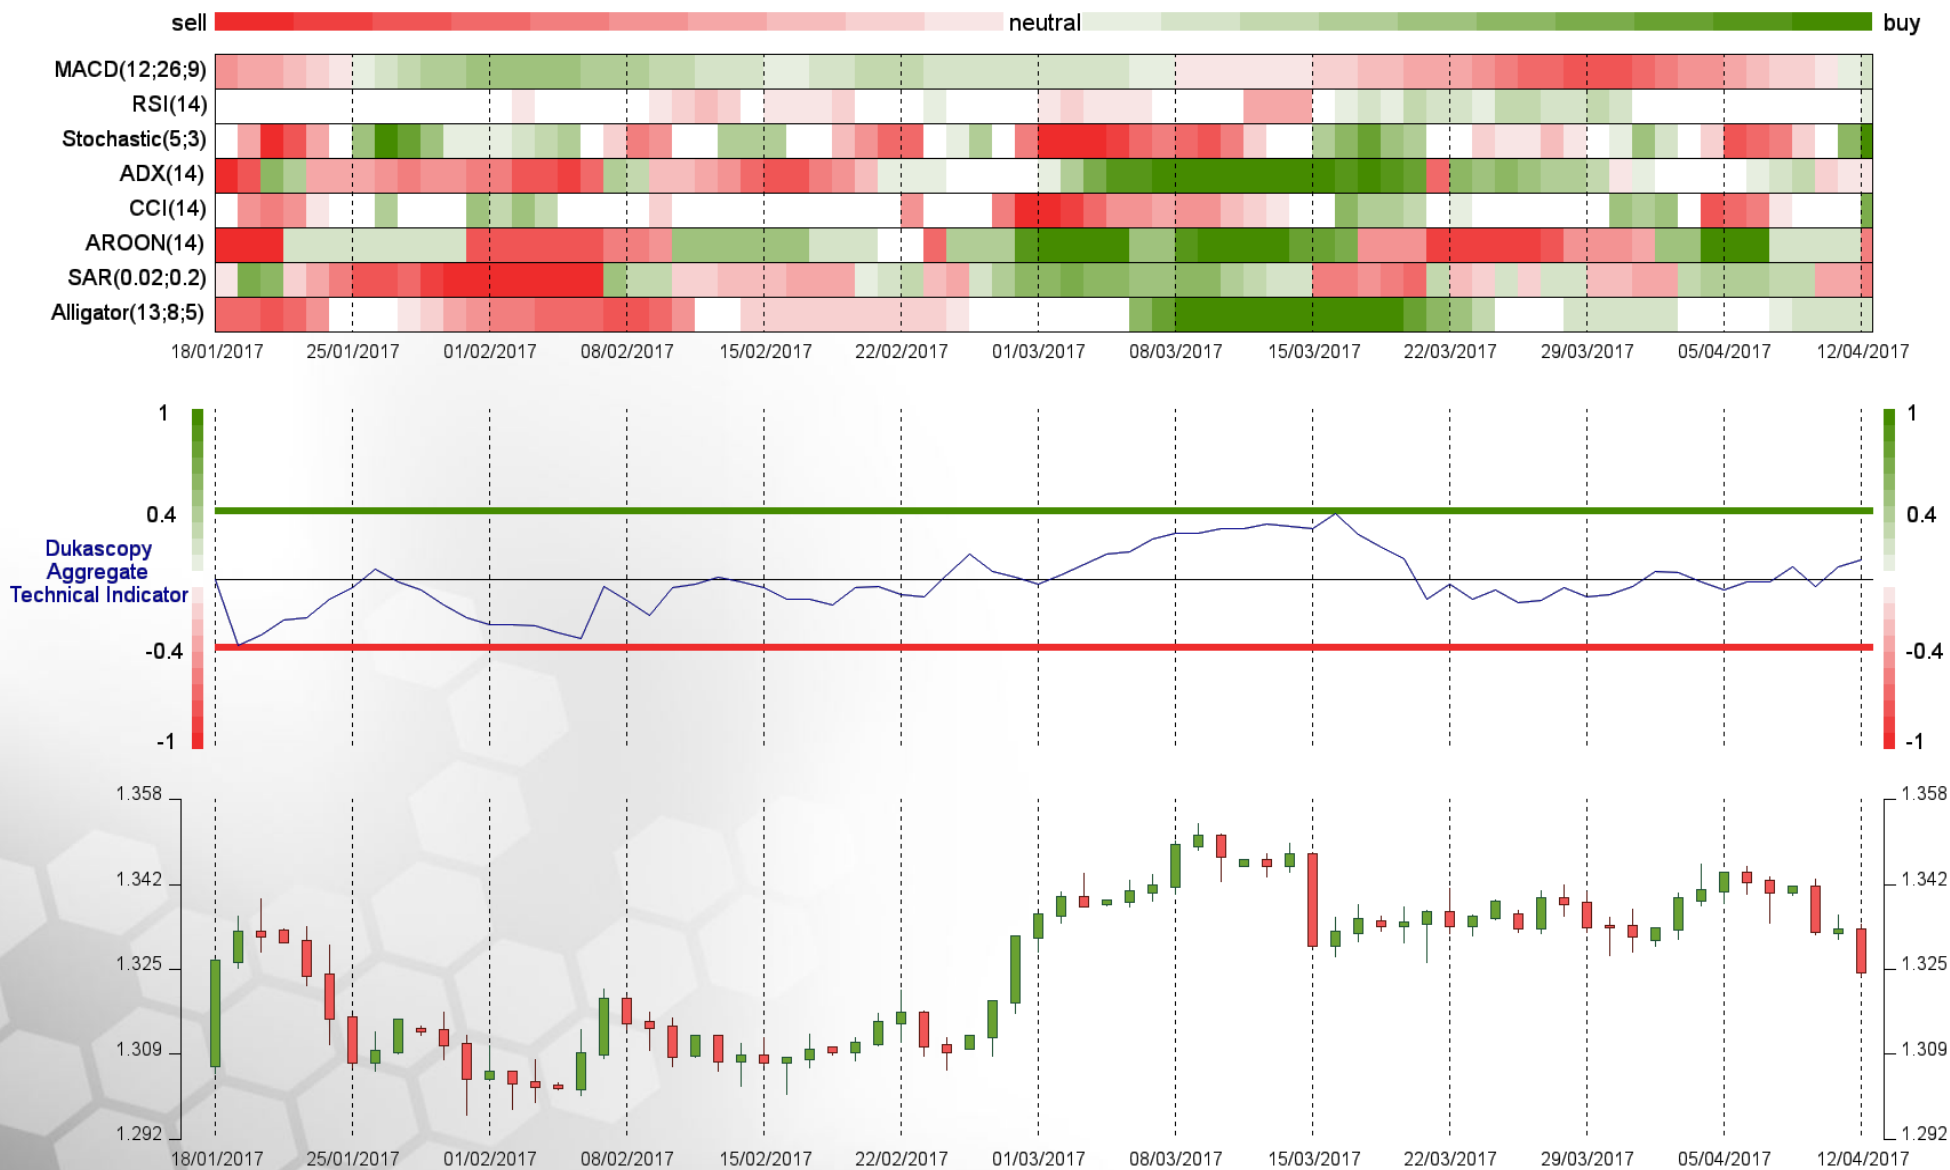 sell neutral buy
MACD(12;26;9)
RSI(14)
Stochastic(5;3)
ADX(14)
CCI(14)
AROON(14)
SAR(0.02;0.2)
Alligator(13;8;5)
18/01/2017 25/01/2017 01/02/2017 08/02/2017 15/02/2017 22/02/2017 01/03/2017 08/03/2017 15/03/2017 22/03/2017 29/03/2017 05/04/2017 12/04/2017
1 1
0.4 0.4
Dukascopy
Aggregate
Technical Indicator
-0.4 -0.4
-1 -1
1.358 1.358
1.342 1.342
1.325 1.325
1.309 1.309
1.292 1.292
18/01/2017 25/01/2017 01/02/2017 08/02/2017 15/02/2017 22/02/2017 01/03/2017 08/03/2017 15/03/2017 22/03/2017 29/03/2017 05/04/2017 12/04/2017